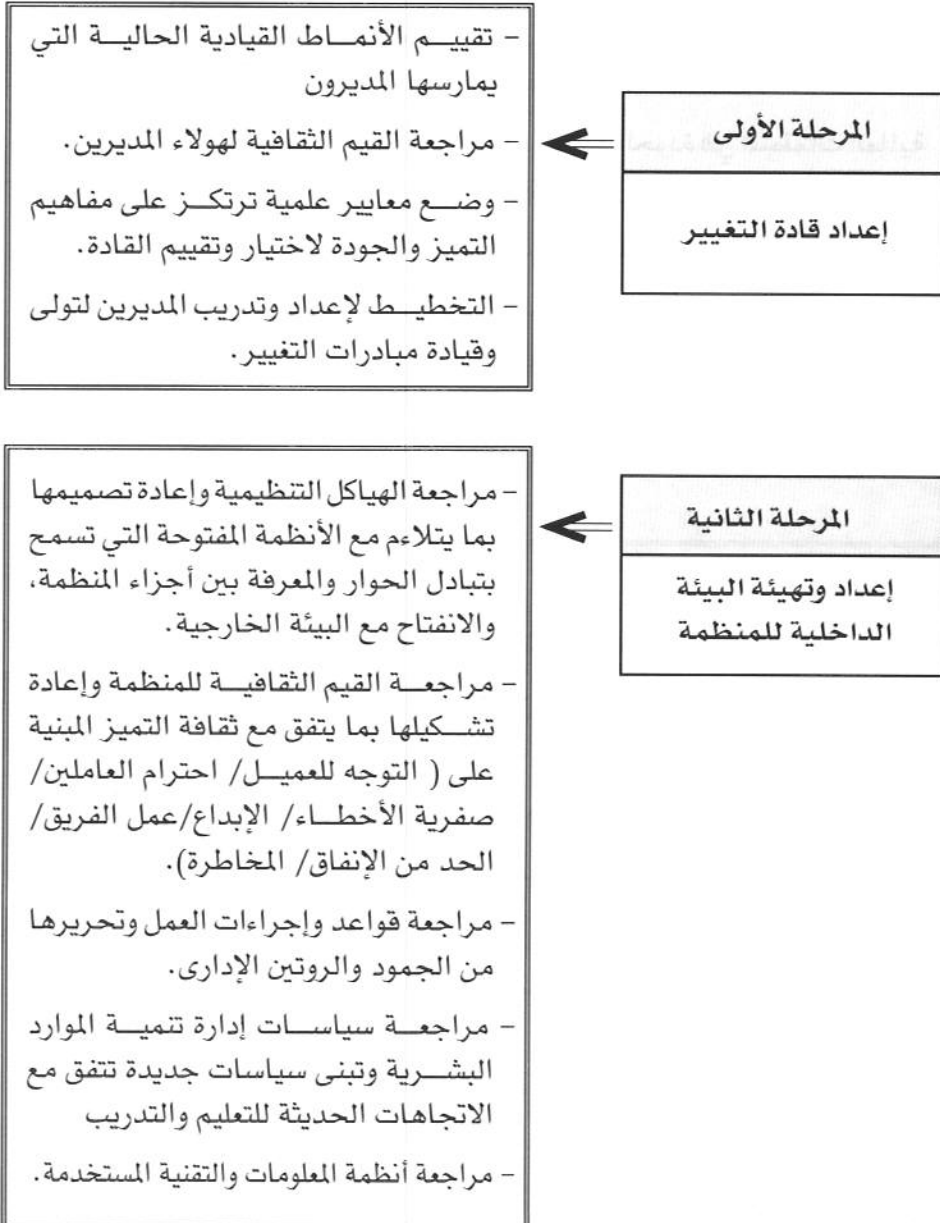 المرحلة الأولى
إعداد قادة التغيير
- تقييم الأنماط القيادية الحالية التي
يمارسها المديرون
- مراجعة القيم الثقافية لهولاء المديرين.
- وضع معايير علمية ترتكز على مفاهيم
التميز والجودة لاختيار وتقييم القادة.
- التخطيط لإعداد وتدريب المديرين لتولى
وقيادة مبادرات التغيير.
المرحلة الثانية
إعداد وتهيئة البيئة
الداخلية للمنظمة
- مراجعة الهياكل التنظيمية وإعادة تصميمها
بما يتلاءم مع الأنظمة المفتوحة التي تسمح
بتبادل الحوار والمعرفة بين أجزاء المنظمة،
والانفتاح مع البيئة الخارجية.
- مراجعة القيم الثقافية للمنظمة وإعادة
تشكيلها بما يتفق مع ثقافة التميز المبنية
على ( التوجه للعميل/ احترام العاملين/
صفرية الأخطاء/ الإبداع/عمل الفريق/
الحد من الإنفاق/ المخاطرة).
- مراجعة قواعد وإجراءات العمل وتحريرها
من الجمود والروتين الإدارى.
- مراجعة سياسات إدارة تنمية الموارد
البشرية وتبنى سياسات جديدة تتفق مع
الاتجاهات الحديثة للتعليم والتدريب
- مراجعة أنظمة المعلومات والتقنية المستخدمة.